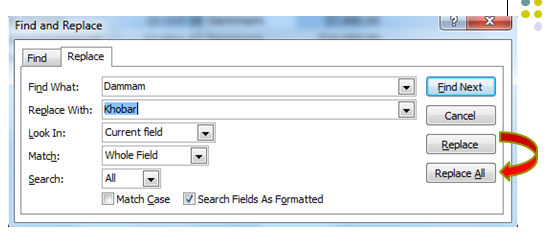 Find and Replace
Find Replace
Find What: Dammam Find Next
Replace With: Khobar Cancel
Look In: Current field Replace
Match: Whole Field Replace All
Search: All
Match Case Search Fields As Formatted